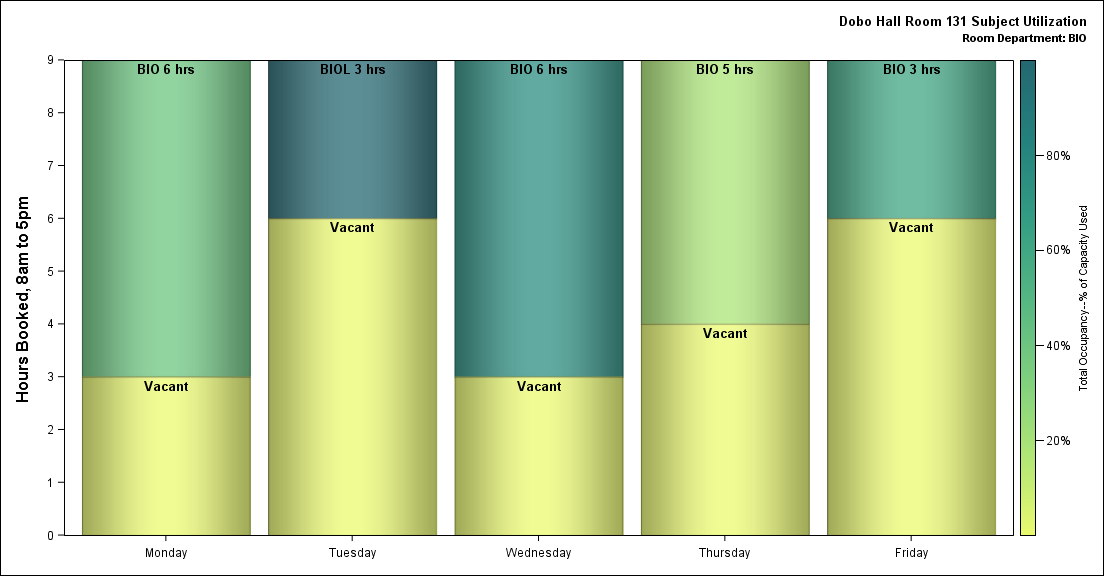 Dobo Hall Room 131 Subject Utilization
Room Department: BIO
Hours Booked, 8am to 5pm
9
8
7
6
5
4
3
2
1
0
BIO 6 hrs
Vacant
BIOL 3 hrs
Vacant
BIO 6 hrs
Vacant
BIO 5 hrs
Vacant
BIO 3 hrs
Vacant
Monday
Tuesday
Wednesday
Thursday
Friday
80%
60%
40%
20%
Total Occupancy--% of Capacity Used